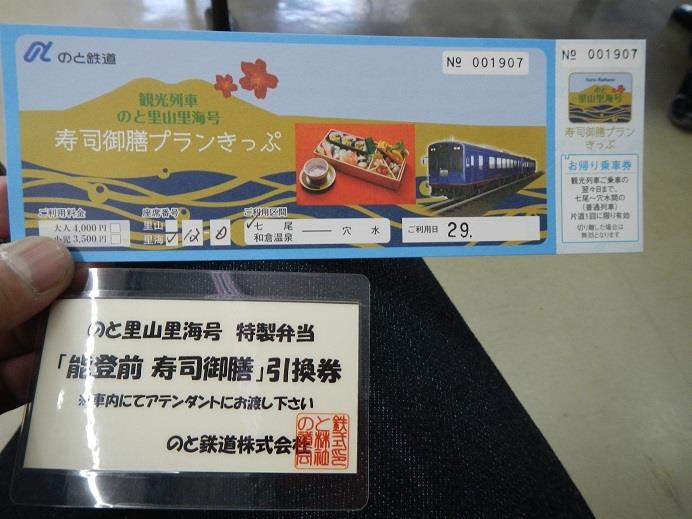 のと鉄道
観光列車
のと里山里海号
寿司御膳プランきっぷ
№ 001907
ご利用料金
大人4,000円
小児3,500円
座席番号
里山
里海
ご利用区間
七尾
和倉温泉
穴水
ご利用日
29.
№ 001907
里山里海号
寿司御膳プラン
きっぷ
お帰り乗車券
観光列車ご乗車の
翌々日まで、
七尾～穴水間の
(普通列車)
片道1回に限り有効
切り離した場合は
無効となります
のと里山里海号 特製弁当
「能登前 寿司御膳」引換券
※車内にてアテンダントにお渡し下さい
のと鉄道株式会社